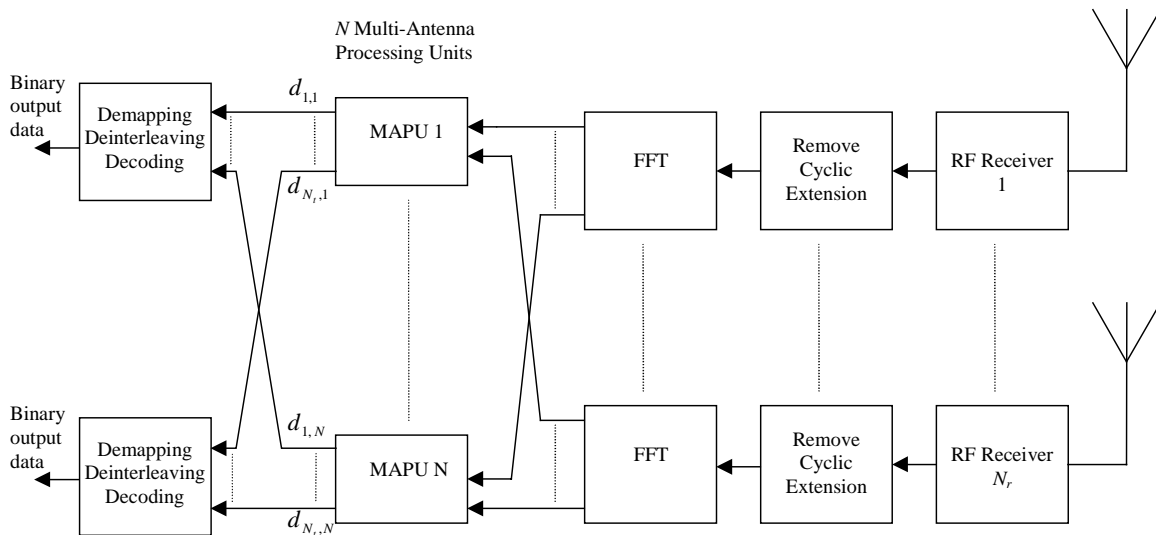 N Multi-Antenna
Processing Units
Binary
output
data
Demapping
Deinterleaving
Decoding
d1,1
dNt,1
MAPU 1
FFT
Remove
Cyclic
Extension
RF Receiver
1
Binary
output
data
Demapping
Deinterleaving
Decoding
d1,N
dNt,N
MAPU N
FFT
Remove
Cyclic
Extension
RF Receiver
Nr